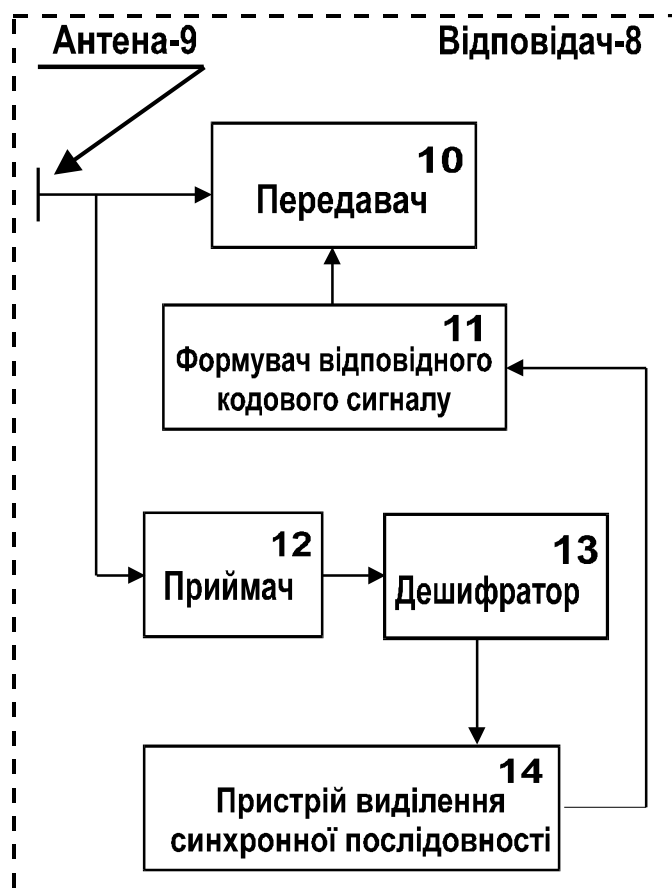 Антена-9
Відповідач-8
10
Передавач
11
Формувач відповідного
кодового сигналу
12
Приймач
13
Дешифратор
14
Пристрій виділення
синхронної послідовності